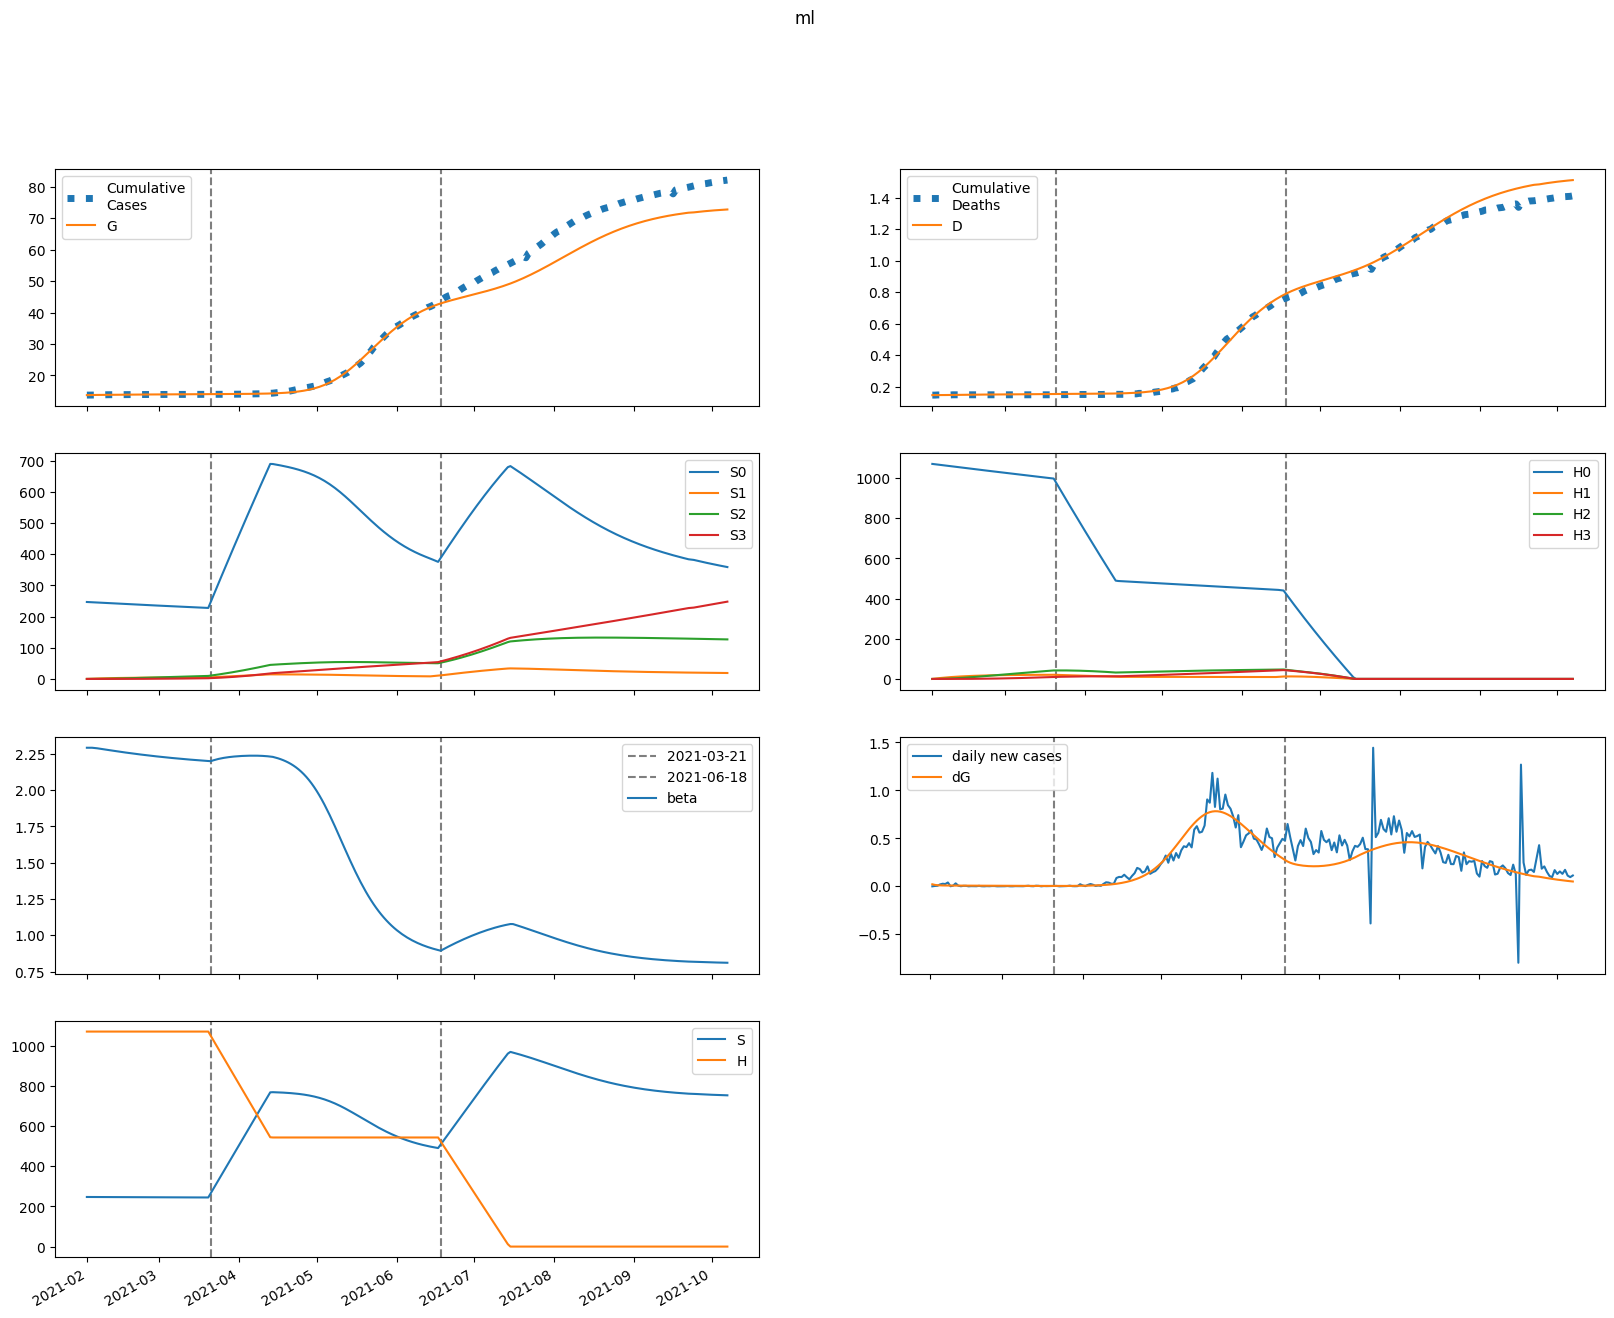 ml
Cumulative
Cases
G
80
70
60
50
40
30
20
Cumulative
Deaths
D
1.4
1.2
1.0
0.8
0.6
0.4
0.2
S0
S1
S2
S3
700
600
500
400
300
200
100
0
H0
H1
H2
H3
1000
800
600
400
200
0
2021-03-21
2021-06-18
beta
2.25
2.00
1.75
1.50
1.25
1.00
0.75
daily new cases
dG
1.5
1.0
0.5
0.0
−0.5
S
H
1000
800
600
400
200
0
2021-02
2021-03
2021-04
2021-05
2021-06
2021-07
2021-08
2021-09
2021-10